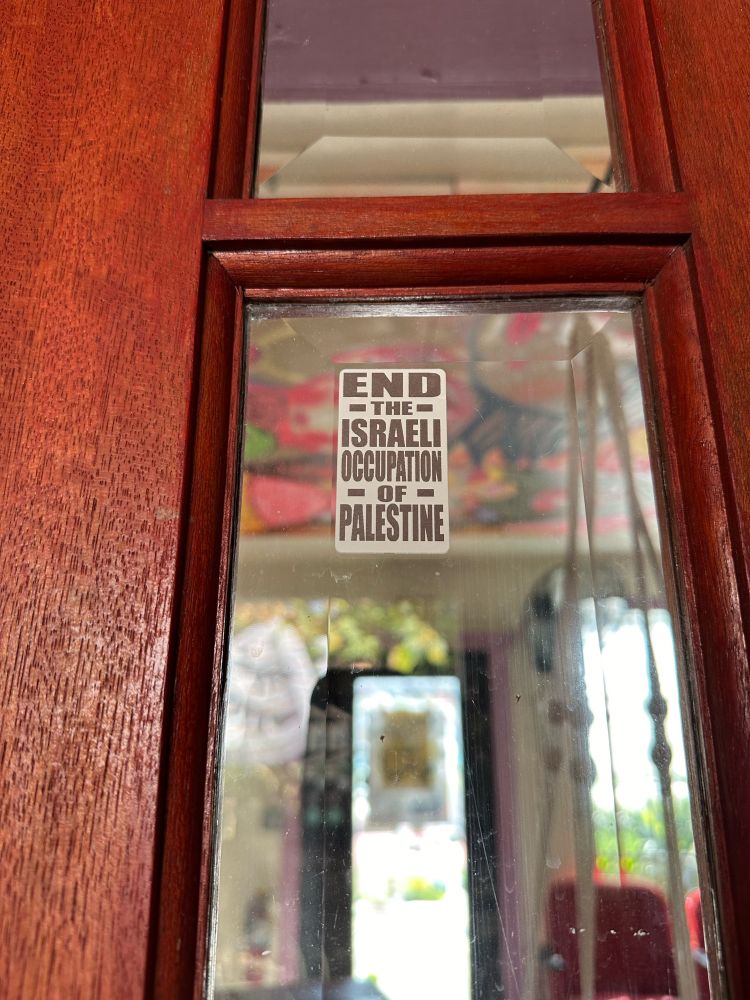 END
THE
ISRAELI
OCCUPATION
OF
PALESTINE